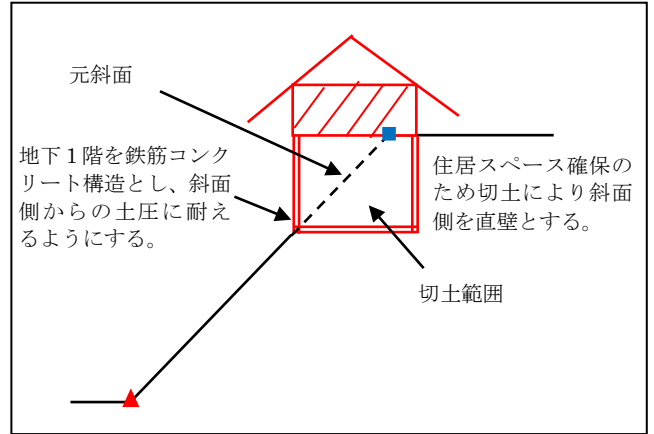 元斜面
地下１階を鉄筋コンク
リート構造とし、斜面
側からの土圧に耐え
るようにする。
住居スペース確保の
ため切土により斜面
側を直壁とする。
切土範囲